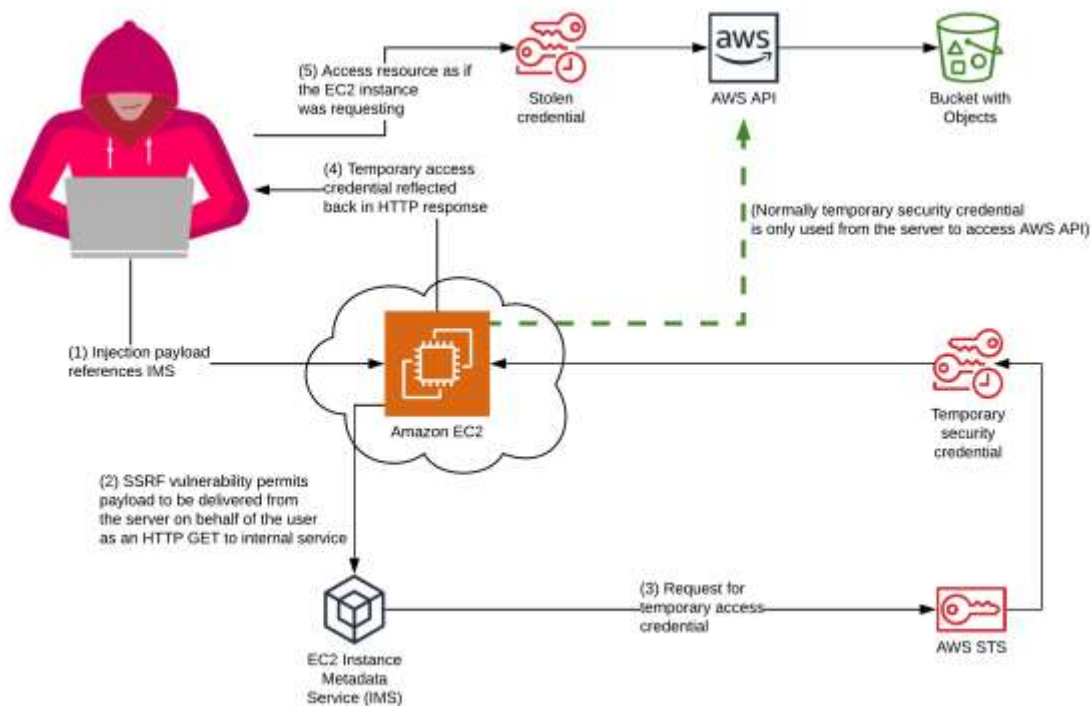 (5) Access resource as if
the EC2 instance
was requesting
Stolen
credential
aws
AWS API
Bucket with
Objects
(4) Temporary access
credential reflected
back in HTTP response
(Normally temporary security credential
is only used from the server to access AWS API)
(1) Injection payload
references IMS
Amazon EC2
Temporary
security
credential
(2) SSRF vulnerability permits
payload to be delivered from
the server on behalf of the user
as an HTTP GET to internal service
(3) Request for
temporary access
credential
EC2 Instance
Metadata
Service (IMS)
AWS STS